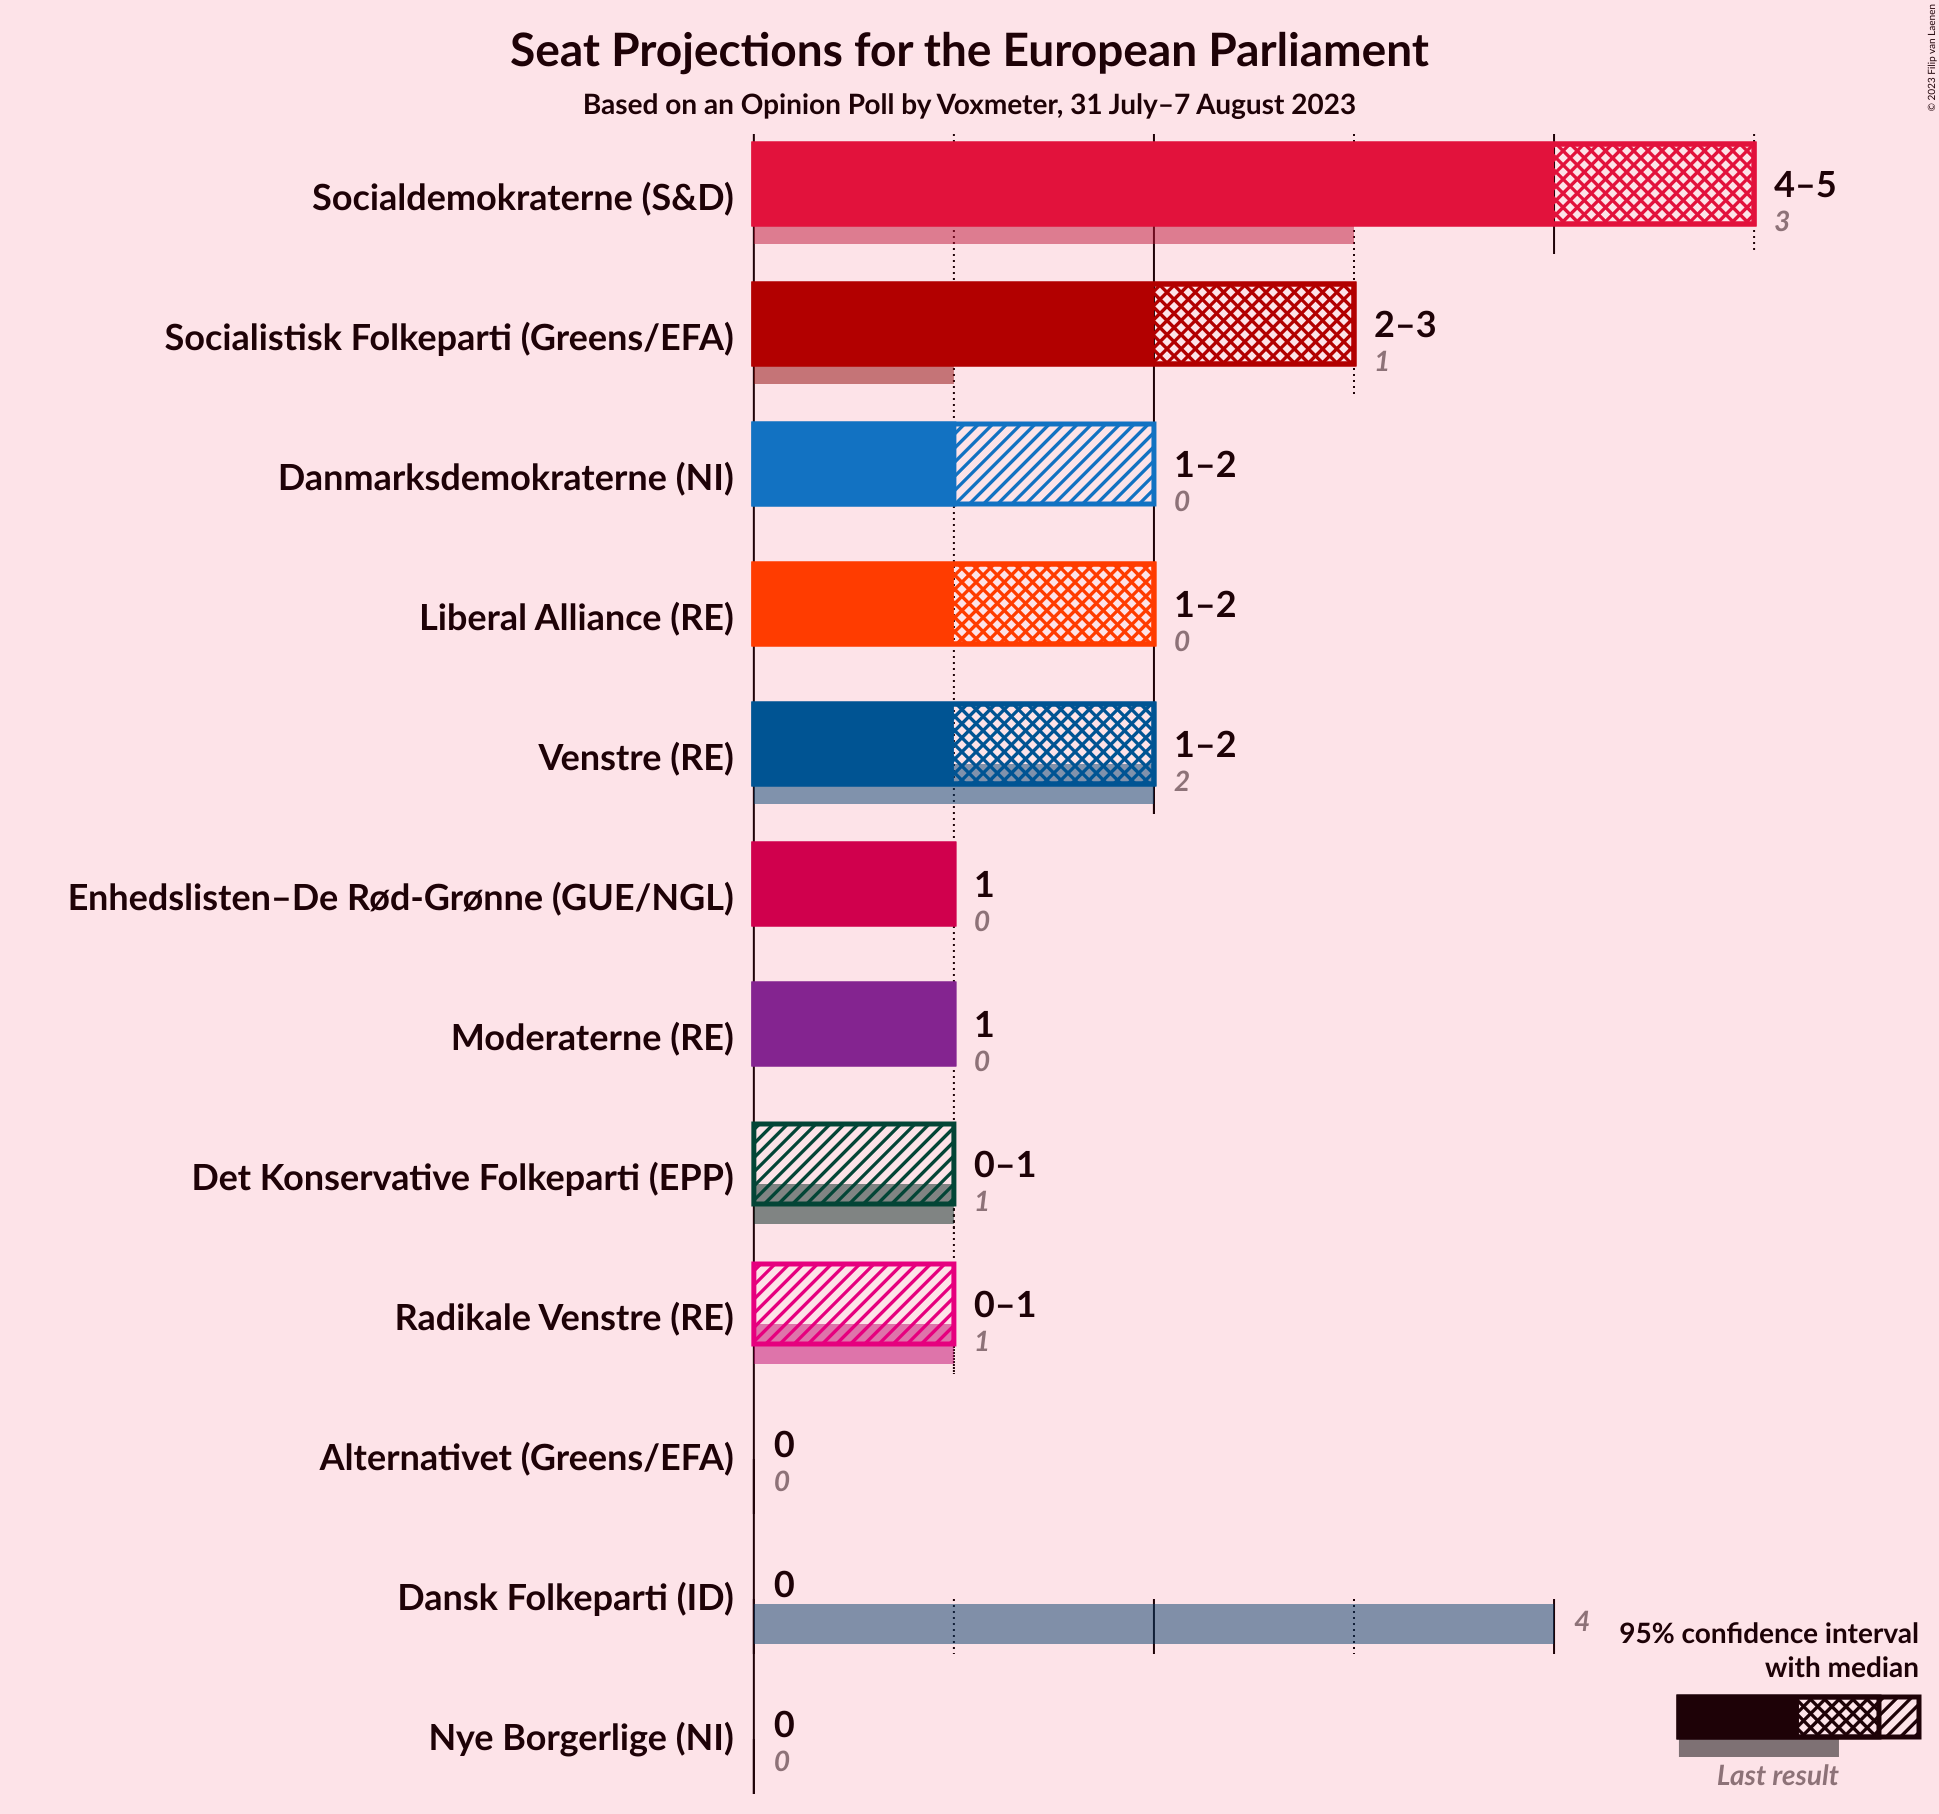 Seat Projections for the European Parliament
Based on an Opinion Poll by Voxmeter, 31 July–7 August 2023
© 2023 Filip van Laenen
Socialdemokraterne (S&D)
4–5
3
Socialistisk Folkeparti (Greens/EFA)
2–3
1
Danmarksdemokraterne (NI)
1–2
0
Liberal Alliance (RE)
1–2
0
Venstre (RE)
1–2
2
Enhedslisten–De Rød-Grønne (GUE/NGL)
1
0
Moderaterne (RE)
1
0
Det Konservative Folkeparti (EPP)
0–1
1
Radikale Venstre (RE)
0–1
1
Alternativet (Greens/EFA)
0
0
Dansk Folkeparti (ID)
0
4
Nye Borgerlige (NI)
0
0
95% confidence interval
with median
Last result